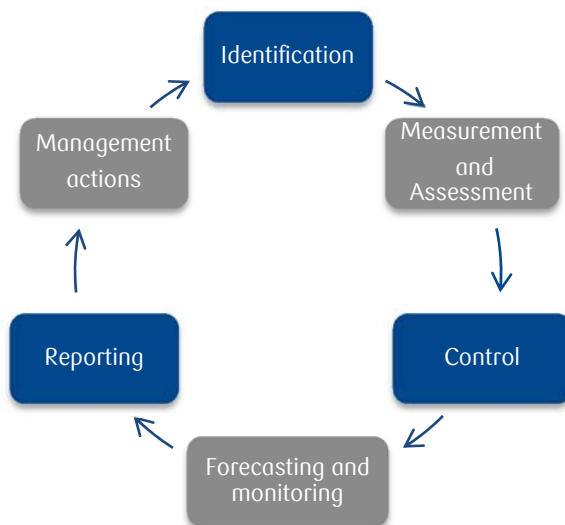 Identification
Measurement
and
Assessment
Control
Forecasting and
monitoring
Reporting
Management
actions